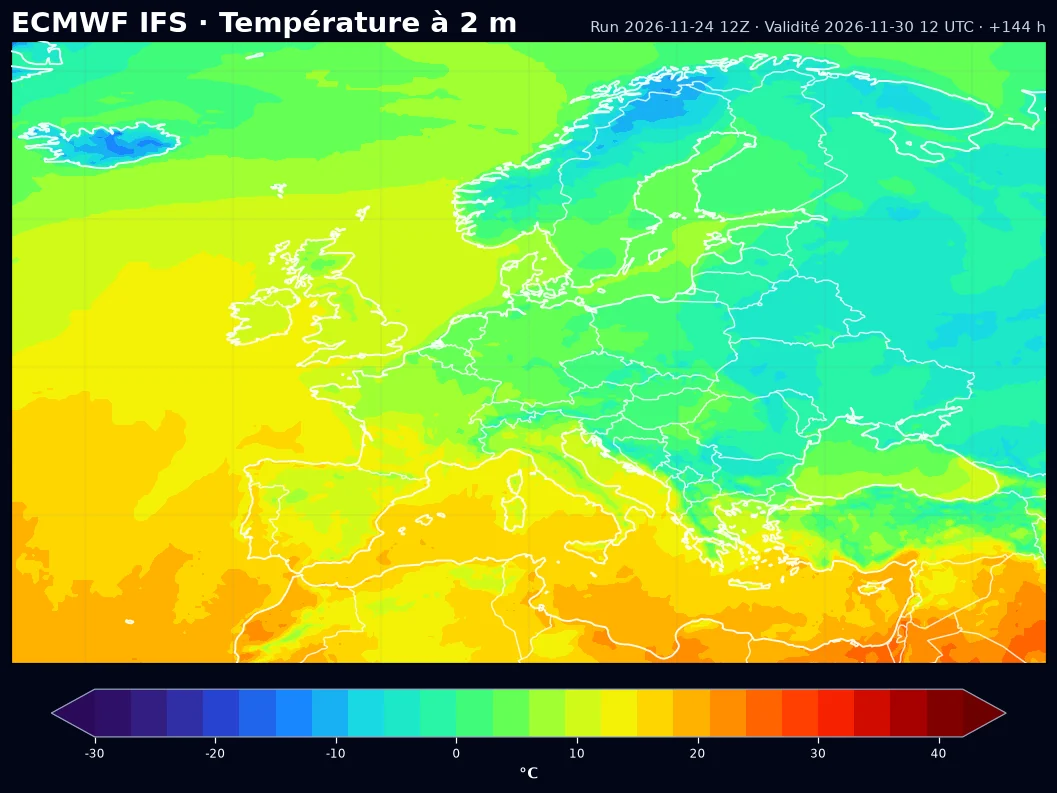 ECMWF IFS · Température à 2 m
Run 2026-11-24 12Z · Validité 2026-11-30 12 UTC · +144 h
-30 -20 -10 0 10 20 30 40
°C